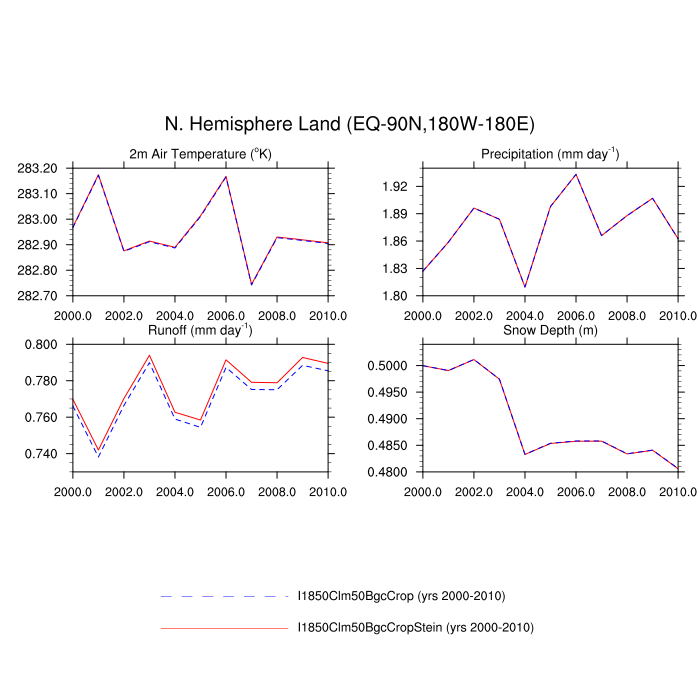 N. Hemisphere Land (EQ-90N,180W-180E)
2m Air Temperature (°K)
283.20
283.10
283.00
282.90
282.80
282.70
2000.0 2002.0 2004.0 2006.0 2008.0 2010.0
Precipitation (mm day⁻¹)
1.92
1.89
1.86
1.83
1.80
2000.0 2002.0 2004.0 2006.0 2008.0 2010.0
Runoff (mm day⁻¹)
0.800
0.780
0.760
0.740
2000.0 2002.0 2004.0 2006.0 2008.0 2010.0
Snow Depth (m)
0.5000
0.4950
0.4900
0.4850
0.4800
2000.0 2002.0 2004.0 2006.0 2008.0 2010.0
I1850Clm50BgcCrop (yrs 2000-2010)
I1850Clm50BgcCropStein (yrs 2000-2010)